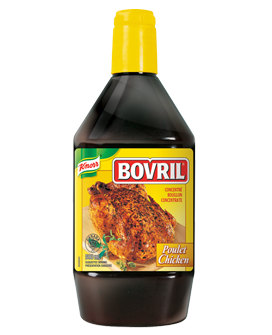 Knorr
BOVRIL
CONCENTRÉ
BOUILLON
CONCENTRATE
Poulet
Chicken